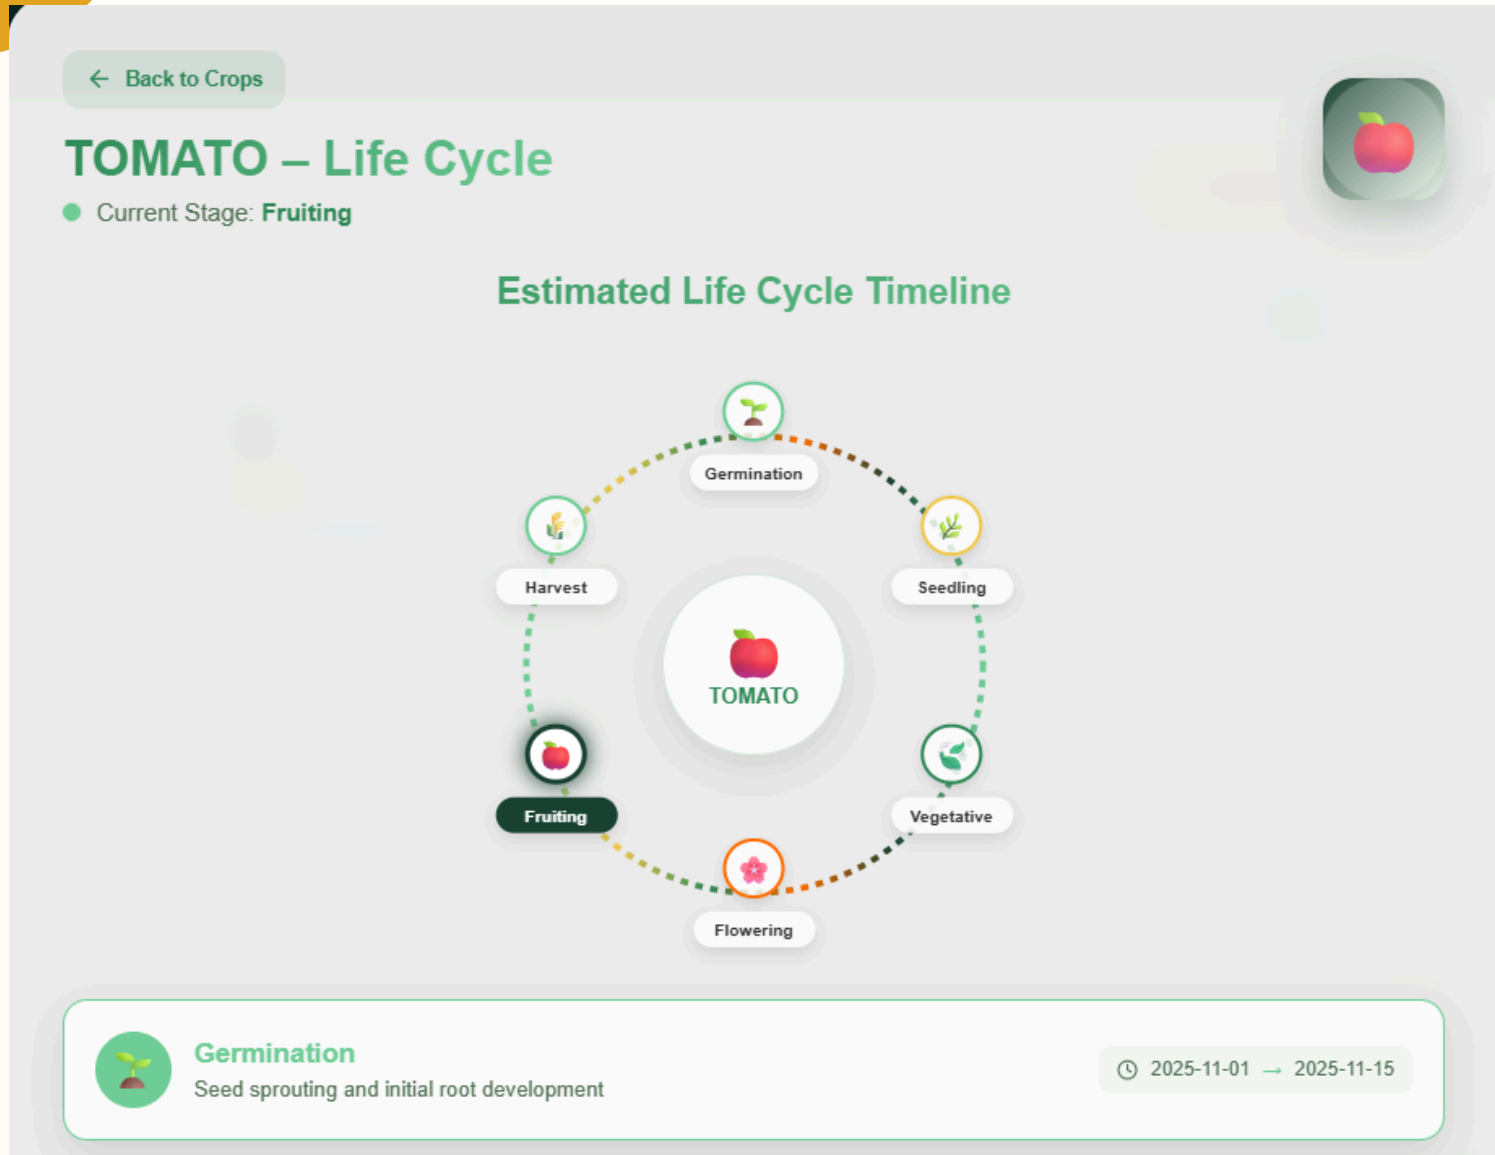 ← Back to Crops
TOMATO – Life Cycle
Current Stage: Fruiting
Estimated Life Cycle Timeline
Germination
Harvest
Seedling
TOMATO
Fruiting
Vegetative
Flowering
Germination
Seed sprouting and initial root development
2025-11-01 → 2025-11-15